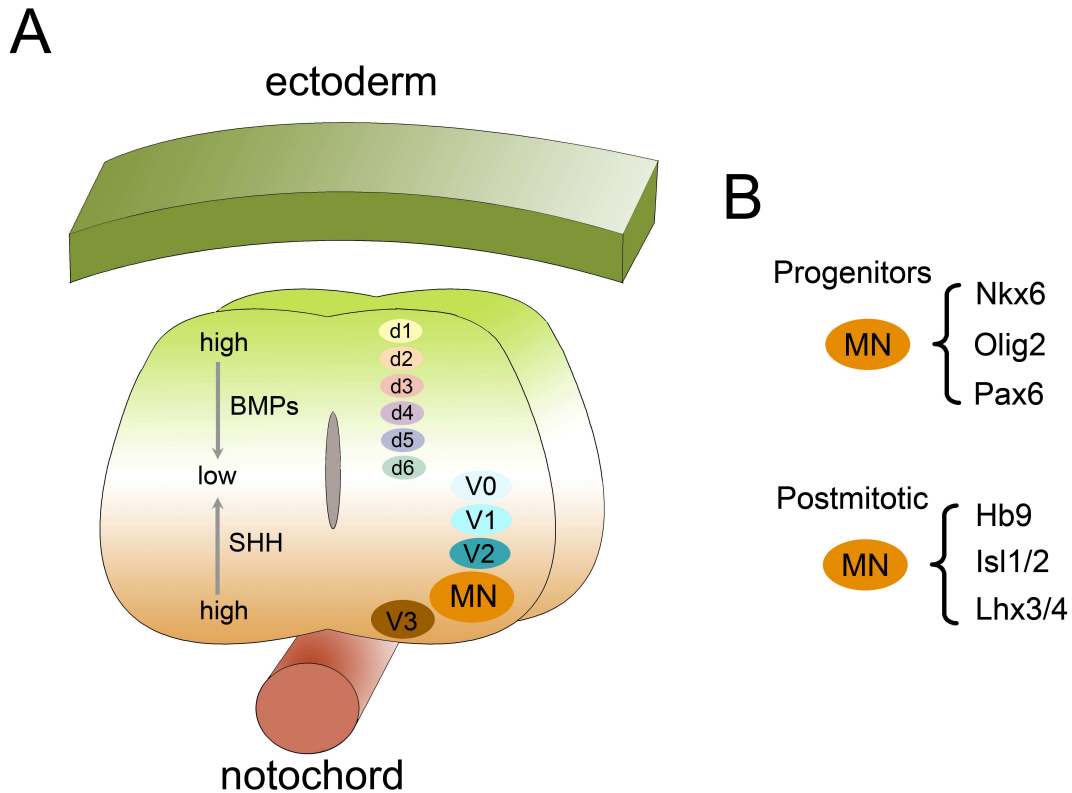 A
ectoderm
high
BMPs
low
SHH
high
d1
d2
d3
d4
d5
d6
V0
V1
V2
MN
V3
notochord
B
Progenitors
MN
Nkx6
Olig2
Pax6
Postmitotic
MN
Hb9
Isl1/2
Lhx3/4